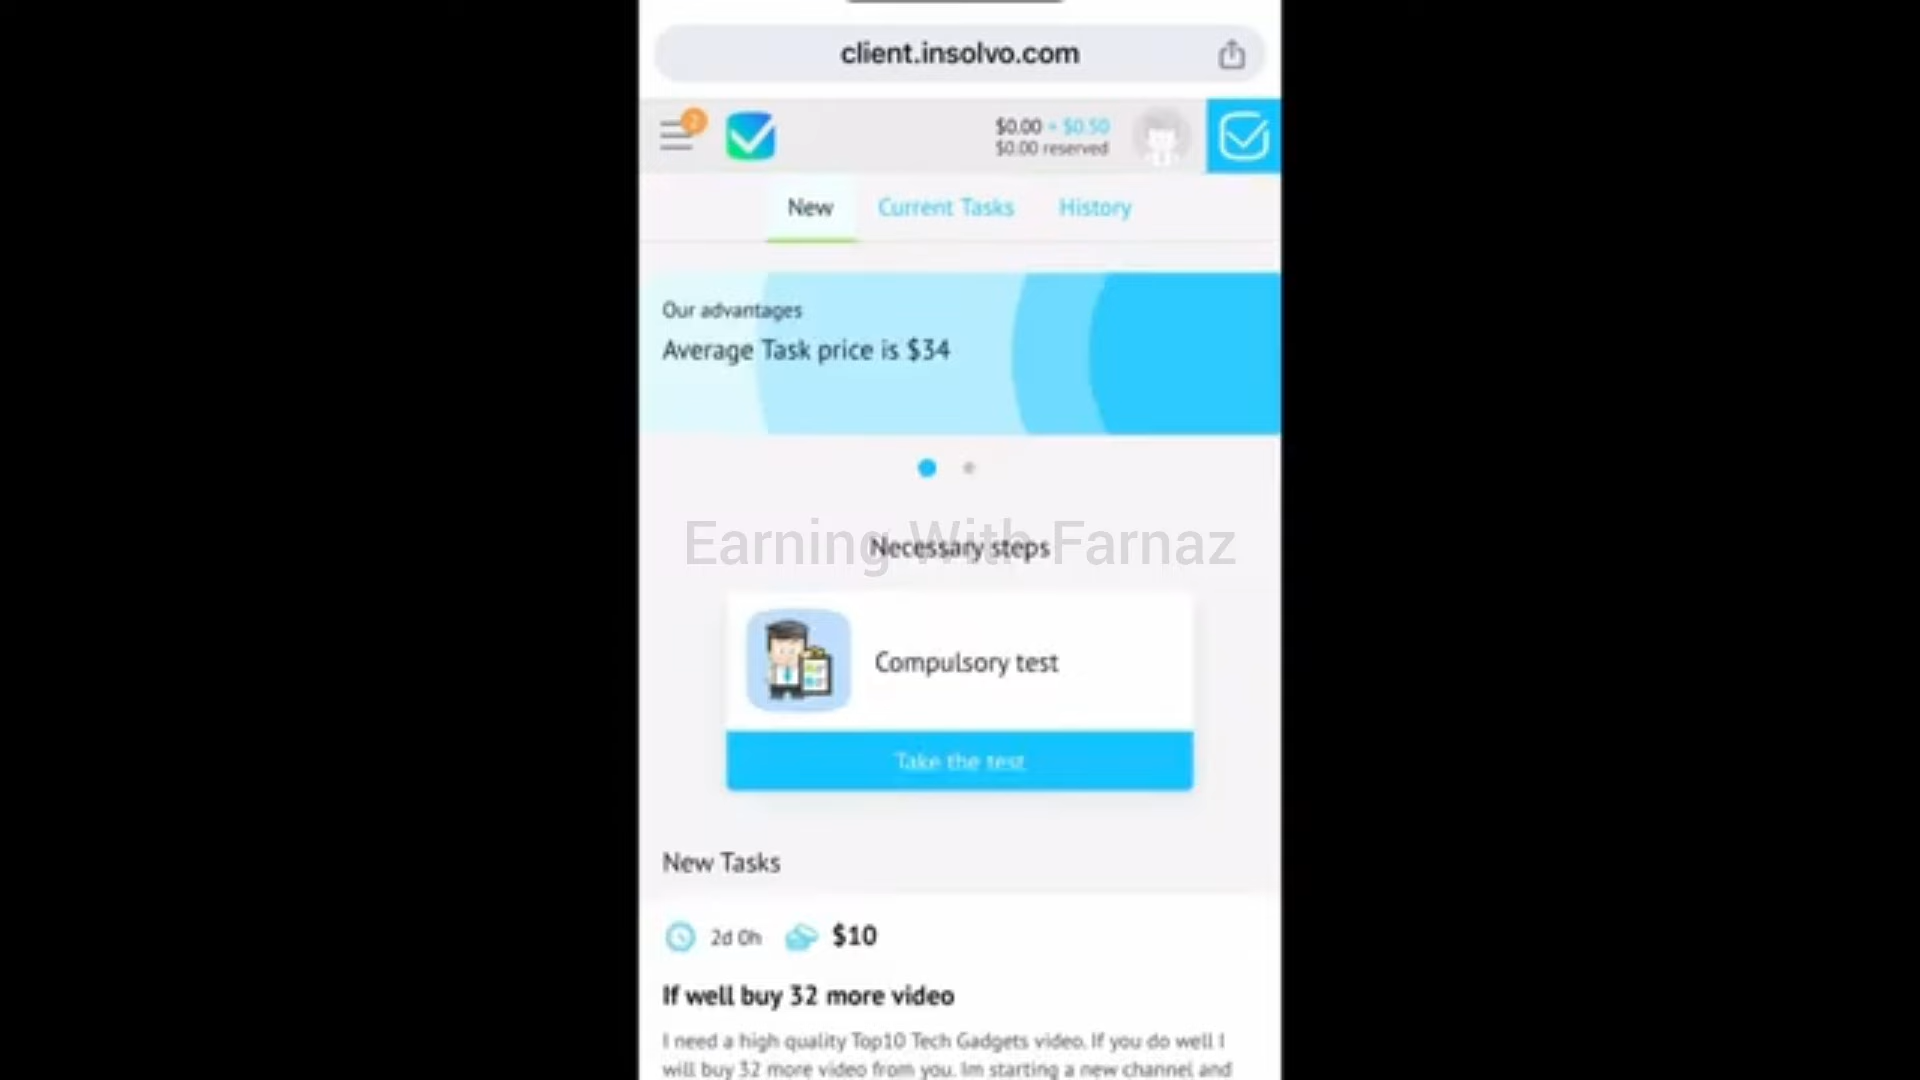 client.insolvo.com
2
$0.00 + $0.50
$0.00 reserved
New Current Tasks History
Our advantages
Average Task price is $34
Earning With Farnaz
Necessary steps
Compulsory test
Take the test
New Tasks
2d 0h $10
If well buy 32 more video
I need a high quality Top10 Tech Gadgets video. If you do well I
will buy 32 more video from you. Im starting a new channel and